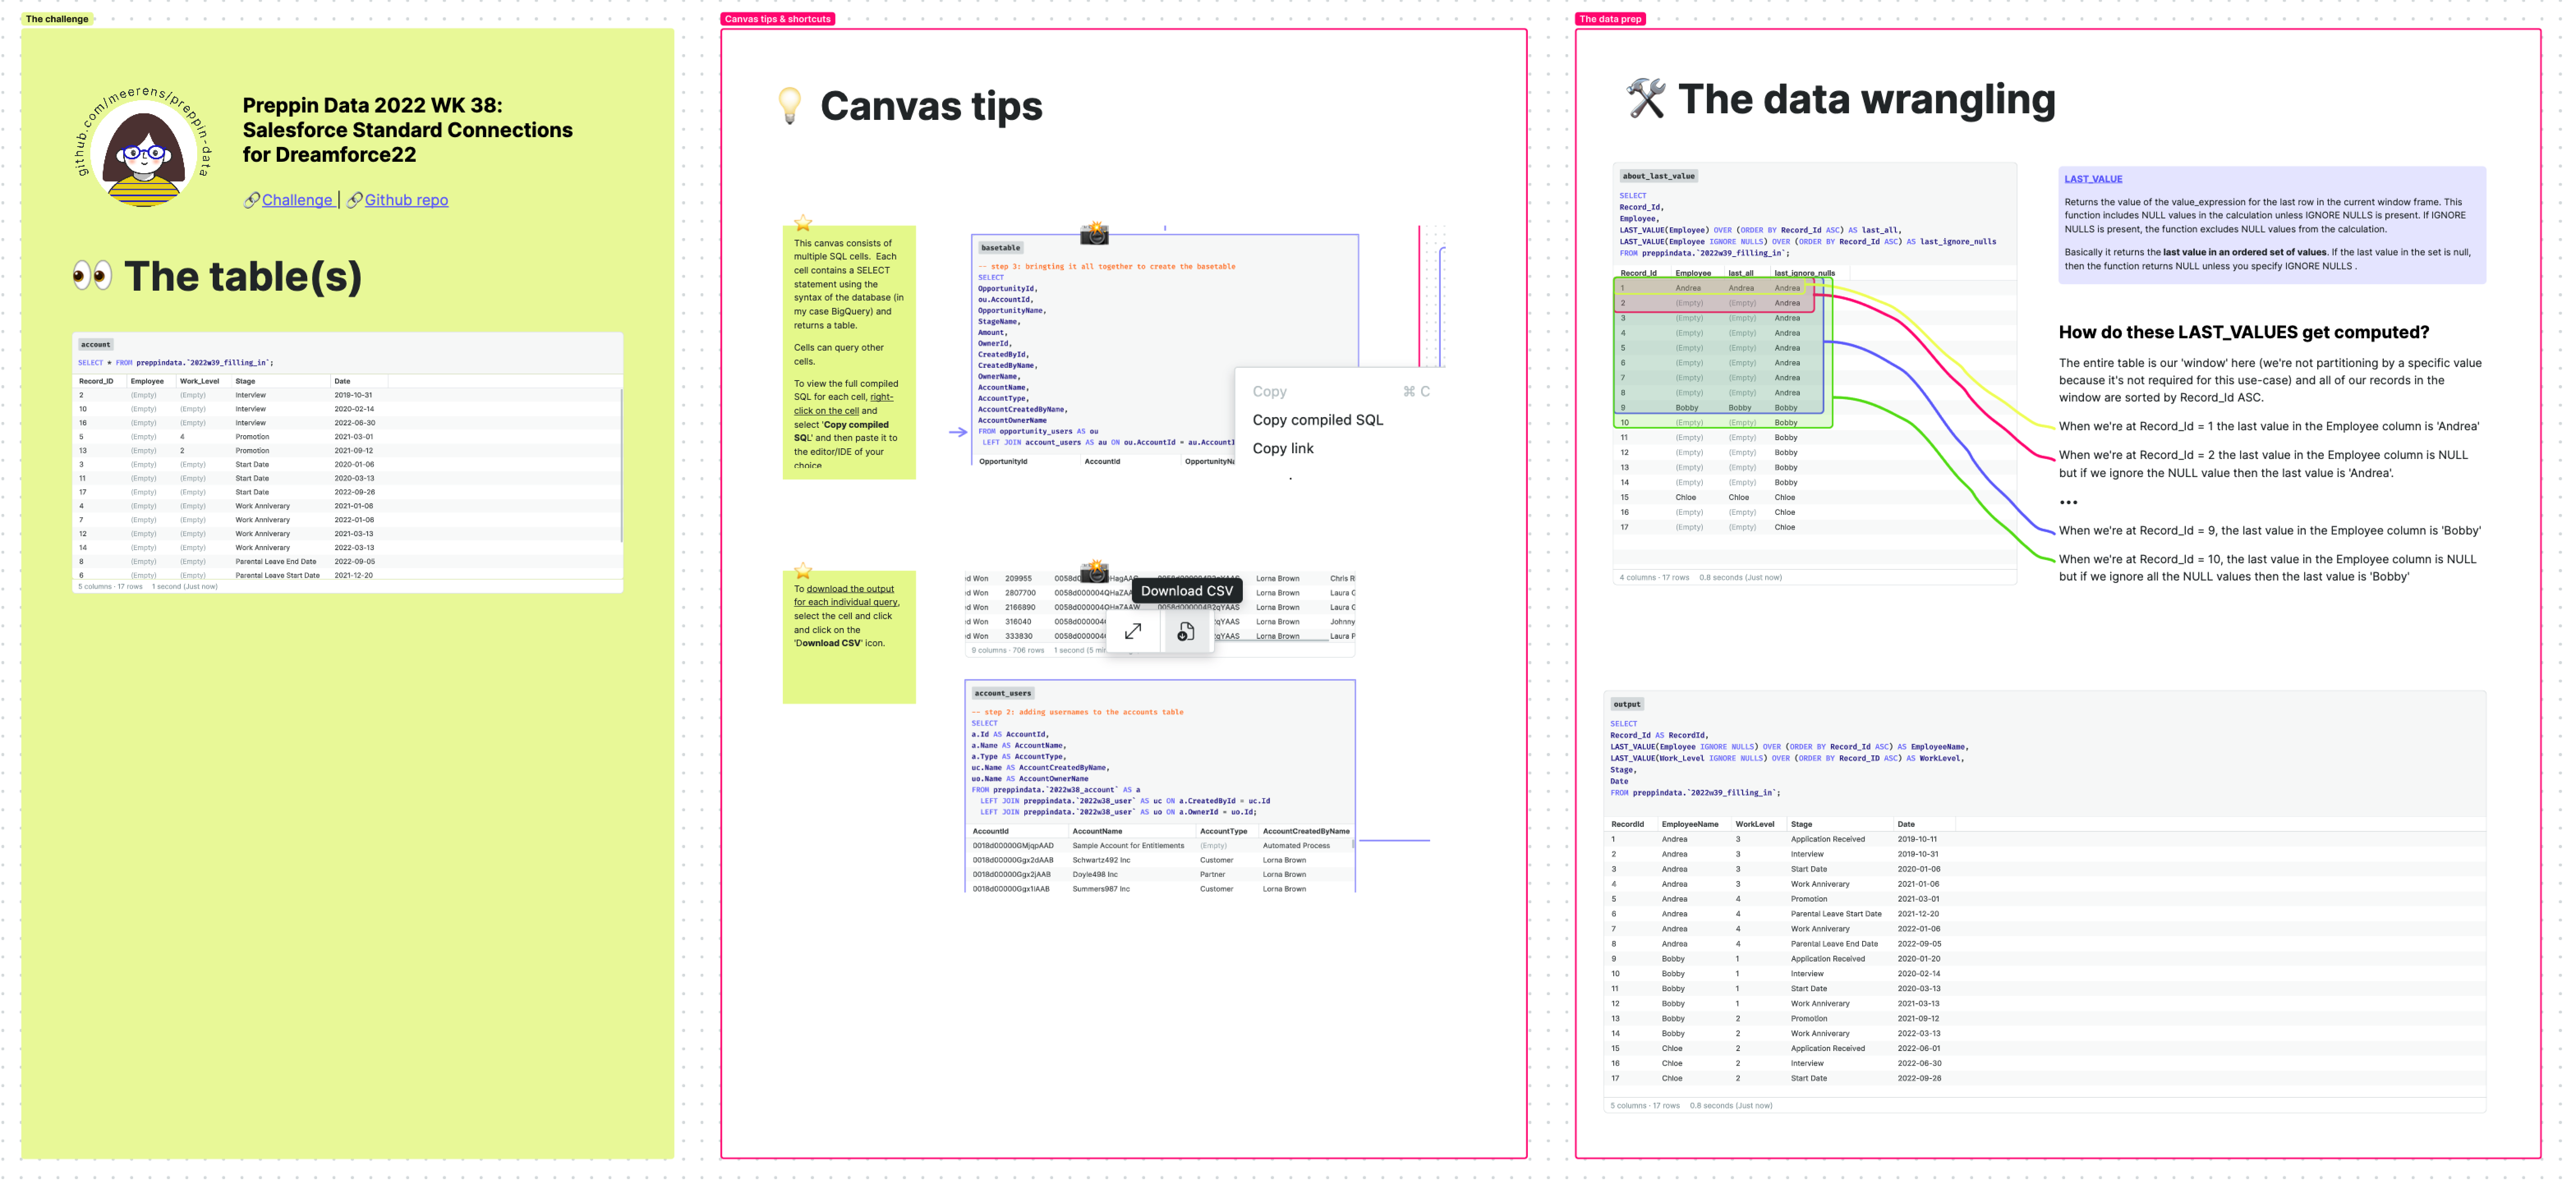 The challenge
github.com/meerens/preppin-data
Preppin Data 2022 WK 38:
Salesforce Standard Connections
for Dreamforce22
Challenge | Github repo
The table(s)
account
SELECT * FROM preppindata.`2022w39_filling_in`;
Record_ID Employee Work_Level Stage Date
2 (Empty) (Empty) Interview 2019-10-31
10 (Empty) (Empty) Interview 2020-02-14
16 (Empty) (Empty) Interview 2022-06-30
5 (Empty) 4 Promotion 2021-03-01
13 (Empty) 2 Promotion 2021-09-12
3 (Empty) (Empty) Start Date 2020-01-06
11 (Empty) (Empty) Start Date 2020-03-13
17 (Empty) (Empty) Start Date 2022-09-26
4 (Empty) (Empty) Work Anniverary 2021-01-06
7 (Empty) (Empty) Work Anniverary 2022-01-06
12 (Empty) (Empty) Work Anniverary 2021-03-13
14 (Empty) (Empty) Work Anniverary 2022-03-13
8 (Empty) (Empty) Parental Leave End Date 2022-09-05
6 (Empty) (Empty) Parental Leave Start Date 2021-12-20
5 columns · 17 rows 1 second (Just now)
Canvas tips & shortcuts
Canvas tips
This canvas consists of
multiple SQL cells. Each
cell contains a SELECT
statement using the
syntax of the database (in
my case BigQuery) and
returns a table.
Cells can query other
cells.
To view the full compiled
SQL for each cell, right-
click on the cell and
select 'Copy compiled
SQL' and then paste it to
the editor/IDE of your
choice
basetable
-- step 3: bringting it all together to create the basetable
SELECT
OpportunityId,
ou.AccountId,
OpportunityName,
StageName,
Amount,
OwnerId,
CreatedById,
CreatedByName,
OwnerName,
AccountName,
AccountType,
AccountCreatedByName,
AccountOwnerName
FROM opportunity_users AS ou
LEFT JOIN account_users AS au ON ou.AccountId = au.AccountI
OpportunityId AccountId OpportunityNa
Copy ⌘ C
Copy compiled SQL
Copy link
To download the output
for each individual query,
select the cell and click
and click on the
'Download CSV' icon.
d Won 209955 Lorna Brown Chris R
d Won 2807700 Lorna Brown Laura G
d Won 2166890 0058d000004QHaZAAW 0058d000004B2qYAAS Lorna Brown Laura G
d Won 316040 Lorna Brown Johnny
d Won 333830 Lorna Brown Laura P
Download CSV
9 columns · 706 rows 1 second (5 mi
account_users
-- step 2: adding usernames to the accounts table
SELECT
a.Id AS AccountId,
a.Name AS AccountName,
a.Type AS AccountType,
uc.Name AS AccountCreatedByName,
uo.Name AS AccountOwnerName
FROM preppindata.`2022w38_account` AS a
LEFT JOIN preppindata.`2022w38_user` AS uc ON a.CreatedById = uc.Id
LEFT JOIN preppindata.`2022w38_user` AS uo ON a.OwnerId = uo.Id;
AccountId AccountName AccountType AccountCreatedByName
0018d00000GMjqpAAD Sample Account for Entitlements (Empty) Automated Process
0018d00000Ggx2dAAB Schwartz492 Inc Customer Lorna Brown
0018d00000Ggx2jAAB Doyle498 Inc Partner Lorna Brown
0018d00000Ggx1lAAB Summers987 Inc Customer Lorna Brown
The data prep
The data wrangling
about_last_value
SELECT
Record_Id,
Employee,
LAST_VALUE(Employee) OVER (ORDER BY Record_Id ASC) AS last_all,
LAST_VALUE(Employee IGNORE NULLS) OVER (ORDER BY Record_Id ASC) AS last_ignore_nulls
FROM preppindata.`2022w39_filling_in`;
Record_Id Employee last_all last_ignore_nulls
1 Andrea Andrea Andrea
2 (Empty) (Empty) Andrea
3 (Empty) (Empty) Andrea
4 (Empty) (Empty) Andrea
5 (Empty) (Empty) Andrea
6 (Empty) (Empty) Andrea
7 (Empty) (Empty) Andrea
8 (Empty) (Empty) Andrea
9 Bobby Bobby Bobby
10 (Empty) (Empty) Bobby
11 (Empty) (Empty) Bobby
12 (Empty) (Empty) Bobby
13 (Empty) (Empty) Bobby
14 (Empty) (Empty) Bobby
15 Chloe Chloe Chloe
16 (Empty) (Empty) Chloe
17 (Empty) (Empty) Chloe
4 columns · 17 rows 0.8 seconds (Just now)
LAST_VALUE
Returns the value of the value_expression for the last row in the current window frame. This
function includes NULL values in the calculation unless IGNORE NULLS is present. If IGNORE
NULLS is present, the function excludes NULL values from the calculation.
Basically it returns the last value in an ordered set of values. If the last value in the set is null,
then the function returns NULL unless you specify IGNORE NULLS .
How do these LAST_VALUES get computed?
The entire table is our 'window' here (we're not partitioning by a specific value
because it's not required for this use-case) and all of our records in the
window are sorted by Record_Id ASC.
When we're at Record_Id = 1 the last value in the Employee column is 'Andrea'
When we're at Record_Id = 2 the last value in the Employee column is NULL
but if we ignore the NULL value then the last value is 'Andrea'.
...
When we're at Record_Id = 9, the last value in the Employee column is 'Bobby'
When we're at Record_Id = 10, the last value in the Employee column is NULL
but if we ignore all the NULL values then the last value is 'Bobby'
output
SELECT
Record_Id AS RecordId,
LAST_VALUE(Employee IGNORE NULLS) OVER (ORDER BY Record_Id ASC) AS EmployeeName,
LAST_VALUE(Work_Level IGNORE NULLS) OVER (ORDER BY Record_ID ASC) AS WorkLevel,
Stage,
Date
FROM preppindata.`2022w39_filling_in`;
RecordId EmployeeName WorkLevel Stage Date
1 Andrea 3 Application Received 2019-10-11
2 Andrea 3 Interview 2019-10-31
3 Andrea 3 Start Date 2020-01-06
4 Andrea 3 Work Anniverary 2021-01-06
5 Andrea 4 Promotion 2021-03-01
6 Andrea 4 Parental Leave Start Date 2021-12-20
7 Andrea 4 Work Anniverary 2022-01-06
8 Andrea 4 Parental Leave End Date 2022-09-05
9 Bobby 1 Application Received 2020-01-20
10 Bobby 1 Interview 2020-02-14
11 Bobby 1 Start Date 2020-03-13
12 Bobby 1 Work Anniverary 2021-03-13
13 Bobby 2 Promotion 2021-09-12
14 Bobby 2 Work Anniverary 2022-03-13
15 Chloe 2 Application Received 2022-06-01
16 Chloe 2 Interview 2022-06-30
17 Chloe 2 Start Date 2022-09-26
5 columns · 17 rows 0.8 seconds (Just now)